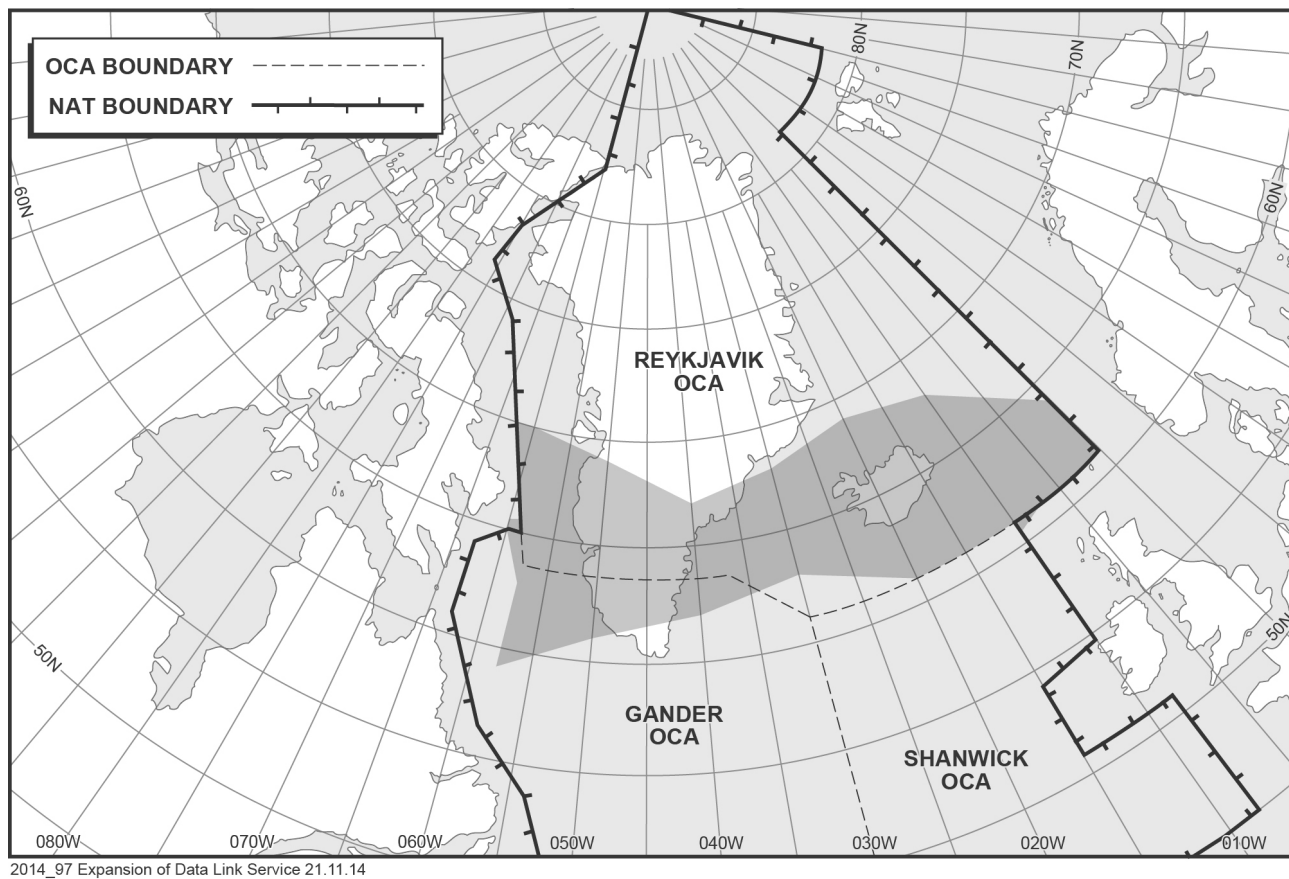 OCA BOUNDARY
NAT BOUNDARY
80N
70N
60N
60N
REYKJAVIK
OCA
50N
50N
GANDER
OCA
SHANWICK
OCA
080W
070W
060W
050W
040W
030W
020W
010W
2014_97 Expansion of Data Link Service 21.11.14